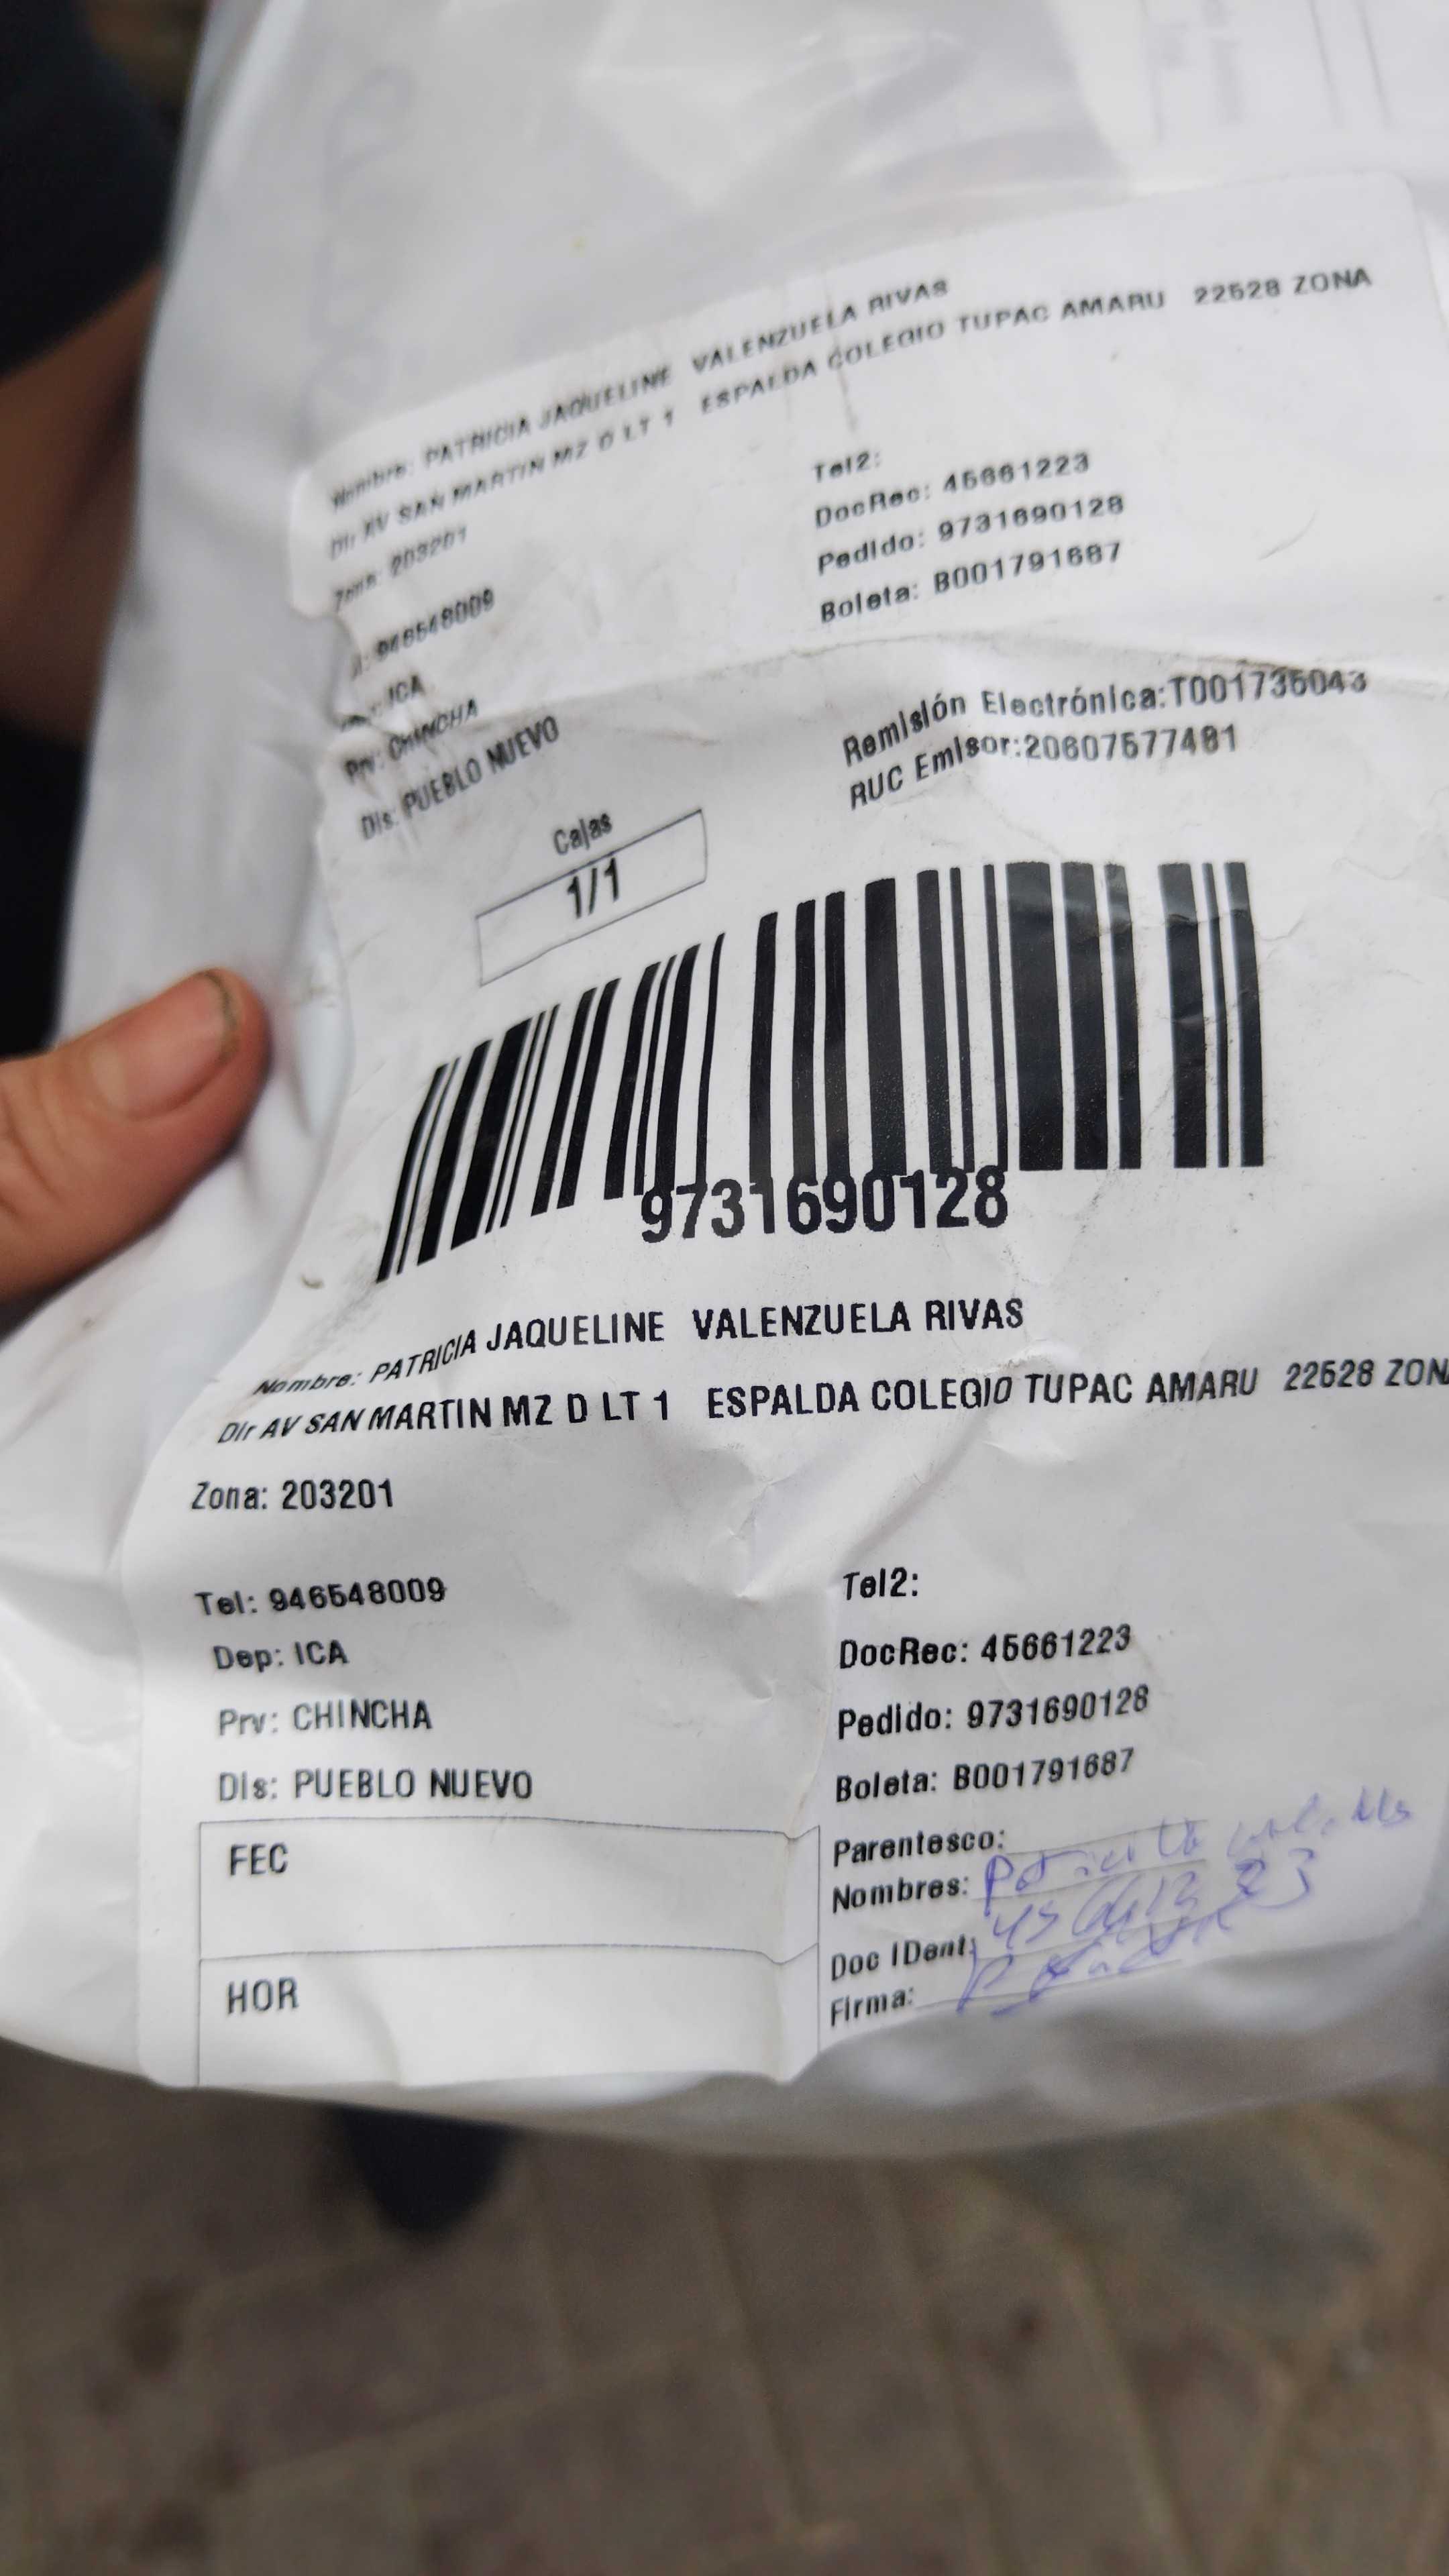 Nombre: PATRICIA JAQUELINE VALENZUELA RIVAS
Dir AV SAN MARTIN MZ D LT 1 ESPALDA COLEGIO TUPAC AMARU 22528 ZONA
Zona: 203201
Tel2:
DocRec: 45661223
Pedido: 9731690128
Boleta: B001791687
: 946548009
: ICA
Prv: CHINCHA
Dis: PUEBLO NUEVO
Remisión Electrónica:T001735043
RUC Emisor:20607577481
Cajas
1/1
9731690128
Nombre: PATRICIA JAQUELINE VALENZUELA RIVAS
Dir AV SAN MARTIN MZ D LT 1 ESPALDA COLEGIO TUPAC AMARU 22528 ZON
Zona: 203201
Tel: 946548009
Tel2:
Dep: ICA
DocRec: 45661223
Prv: CHINCHA
Pedido: 9731690128
Dis: PUEBLO NUEVO
Boleta: B001791687
FEC
Parentesco:
Nombres:
Doc IDent:
HOR
Firma: